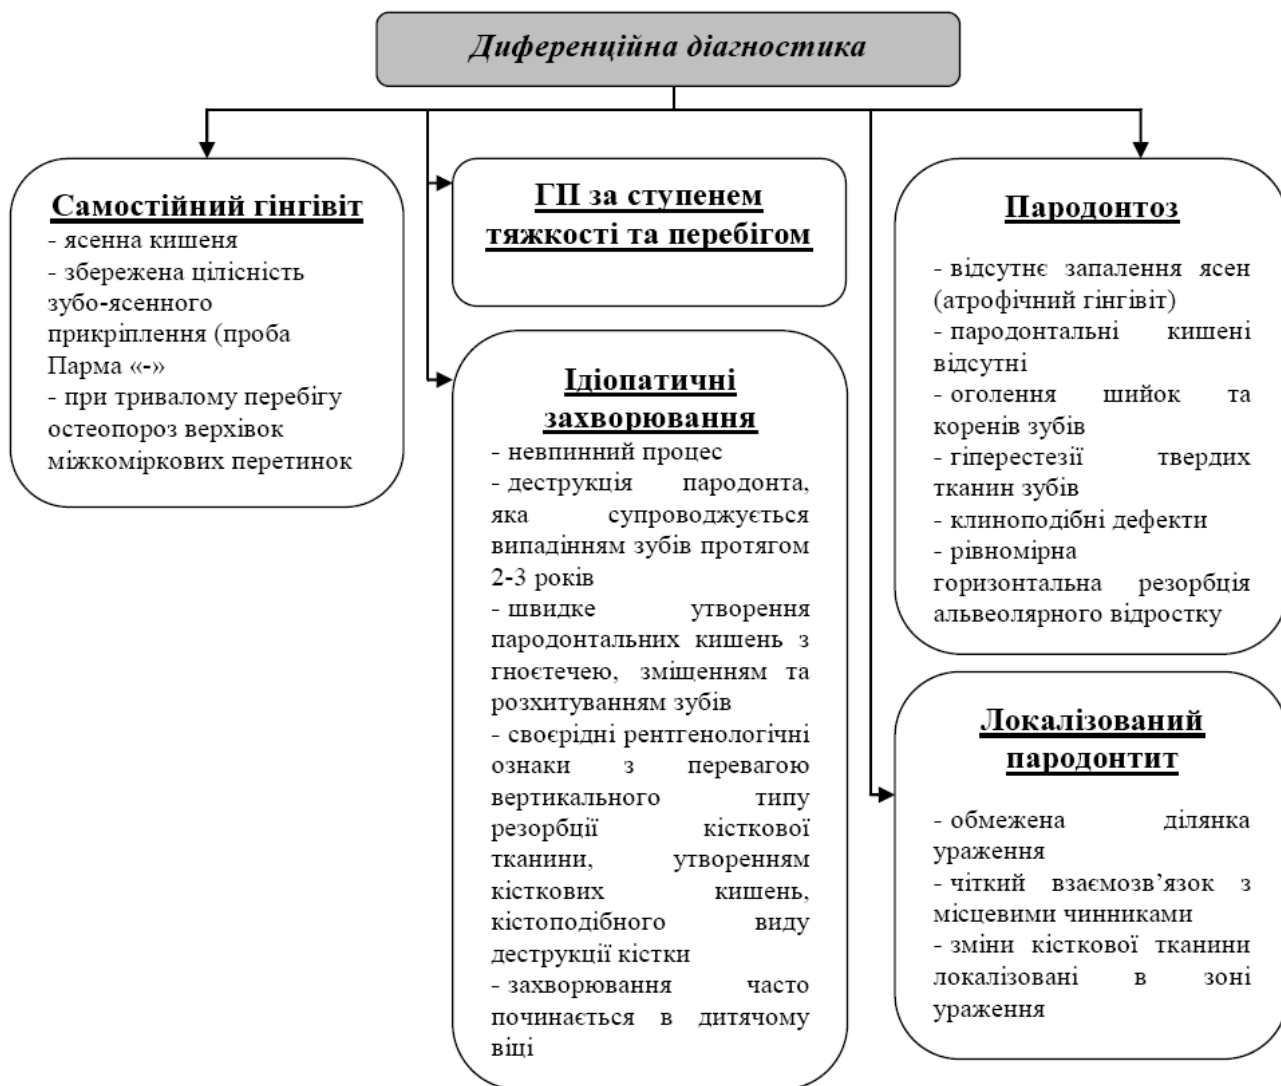 Диференційна діагностика
Самостійний гінгівіт
- ясенна кишеня
- збережена цілісність
зубо-ясенного
прикріплення (проба
Парма «-»
- при тривалому перебігу
остеопороз верхівок
міжкоміркових перетинок
ГП за ступенем
тяжкості та перебігом
Ідіопатичні
захворювання
- невпинний процес
- деструкція пародонта,
яка супроводжується
випадінням зубів протягом
2-3 років
- швидке утворення
пародонтальних кишень з
гноєтечею, зміщенням та
розхитуванням зубів
- своєрідні рентгенологічні
ознаки з перевагою
вертикального типу
резорбції кісткової
тканини, утворенням
кісткових кишень,
кістоподібного виду
деструкції кістки
- захворювання часто
починається в дитячому
віці
Пародонтоз
- відсутнє запалення ясен
(атрофічний гінгівіт)
- пародонтальні кишені
відсутні
- оголення шийок та
коренів зубів
- гіперестезії твердих
тканин зубів
- клиноподібні дефекти
- рівномірна
горизонтальна резорбція
альвеолярного відростку
Локалізований
пародонтит
- обмежена ділянка
ураження
- чіткий взаємозв’язок з
місцевими чинниками
- зміни кісткової тканини
локалізовані в зоні
ураження